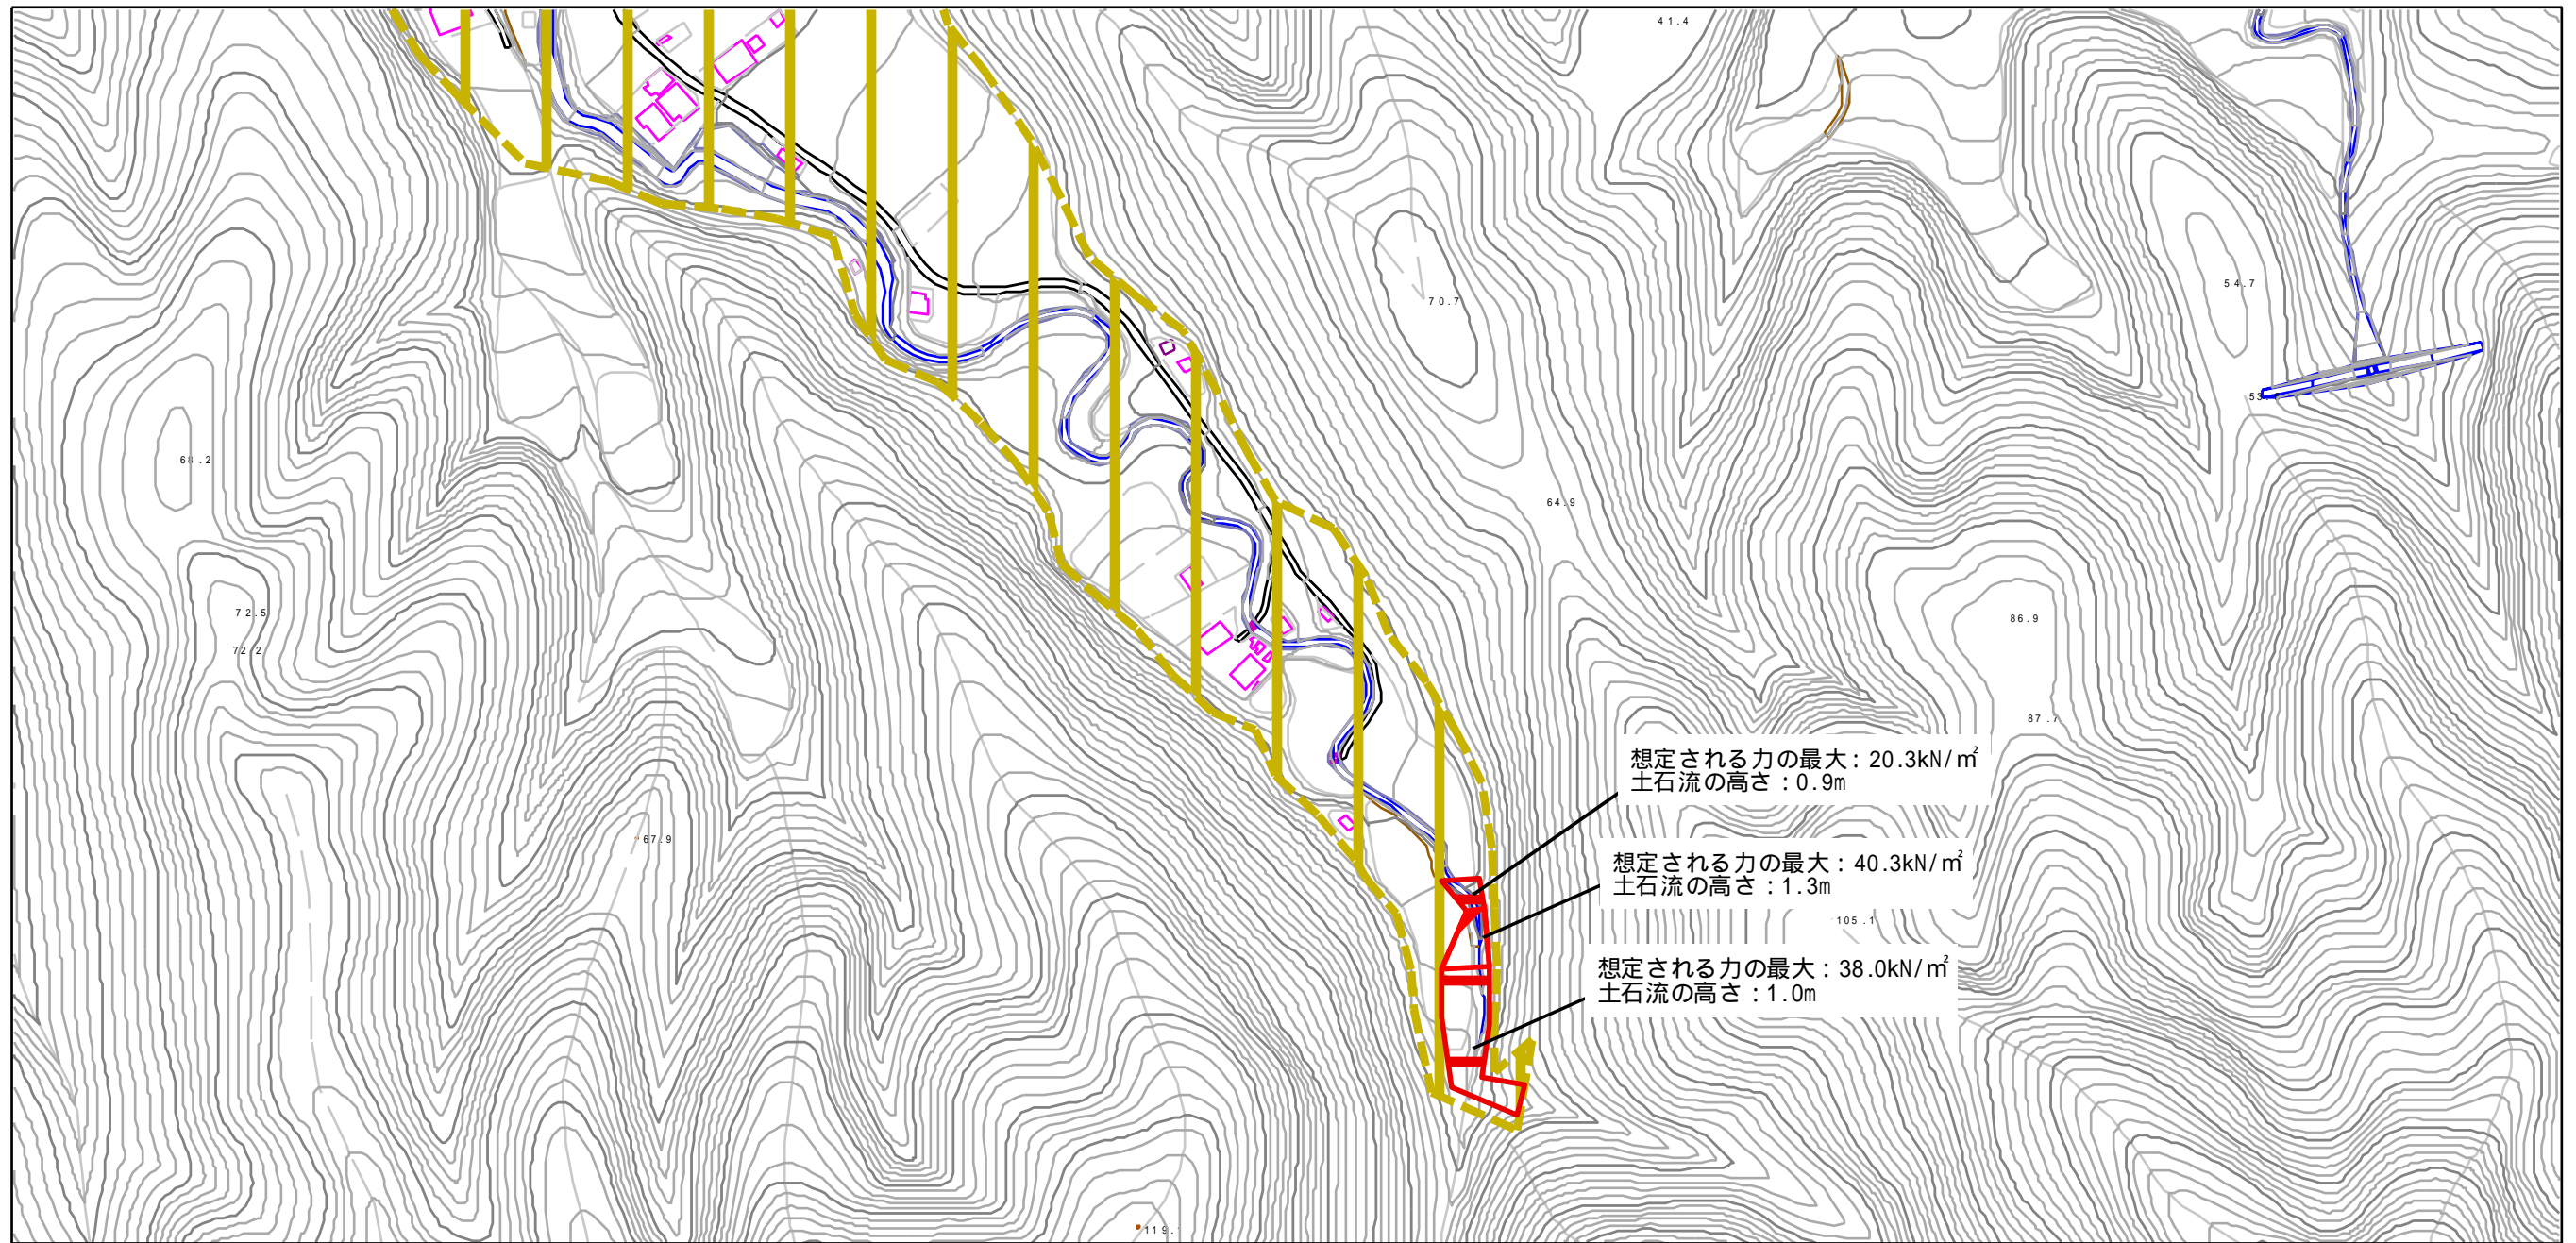 41.4
54.7
70.7
68.2
64.9
72.5
72.2
86.9
87.7
想定される力の最大：20.3kN/㎡
土石流の高さ：0.9m
67.9
想定される力の最大：40.3kN/㎡
土石流の高さ：1.3m
105.1
想定される力の最大：38.0kN/㎡
土石流の高さ：1.0m